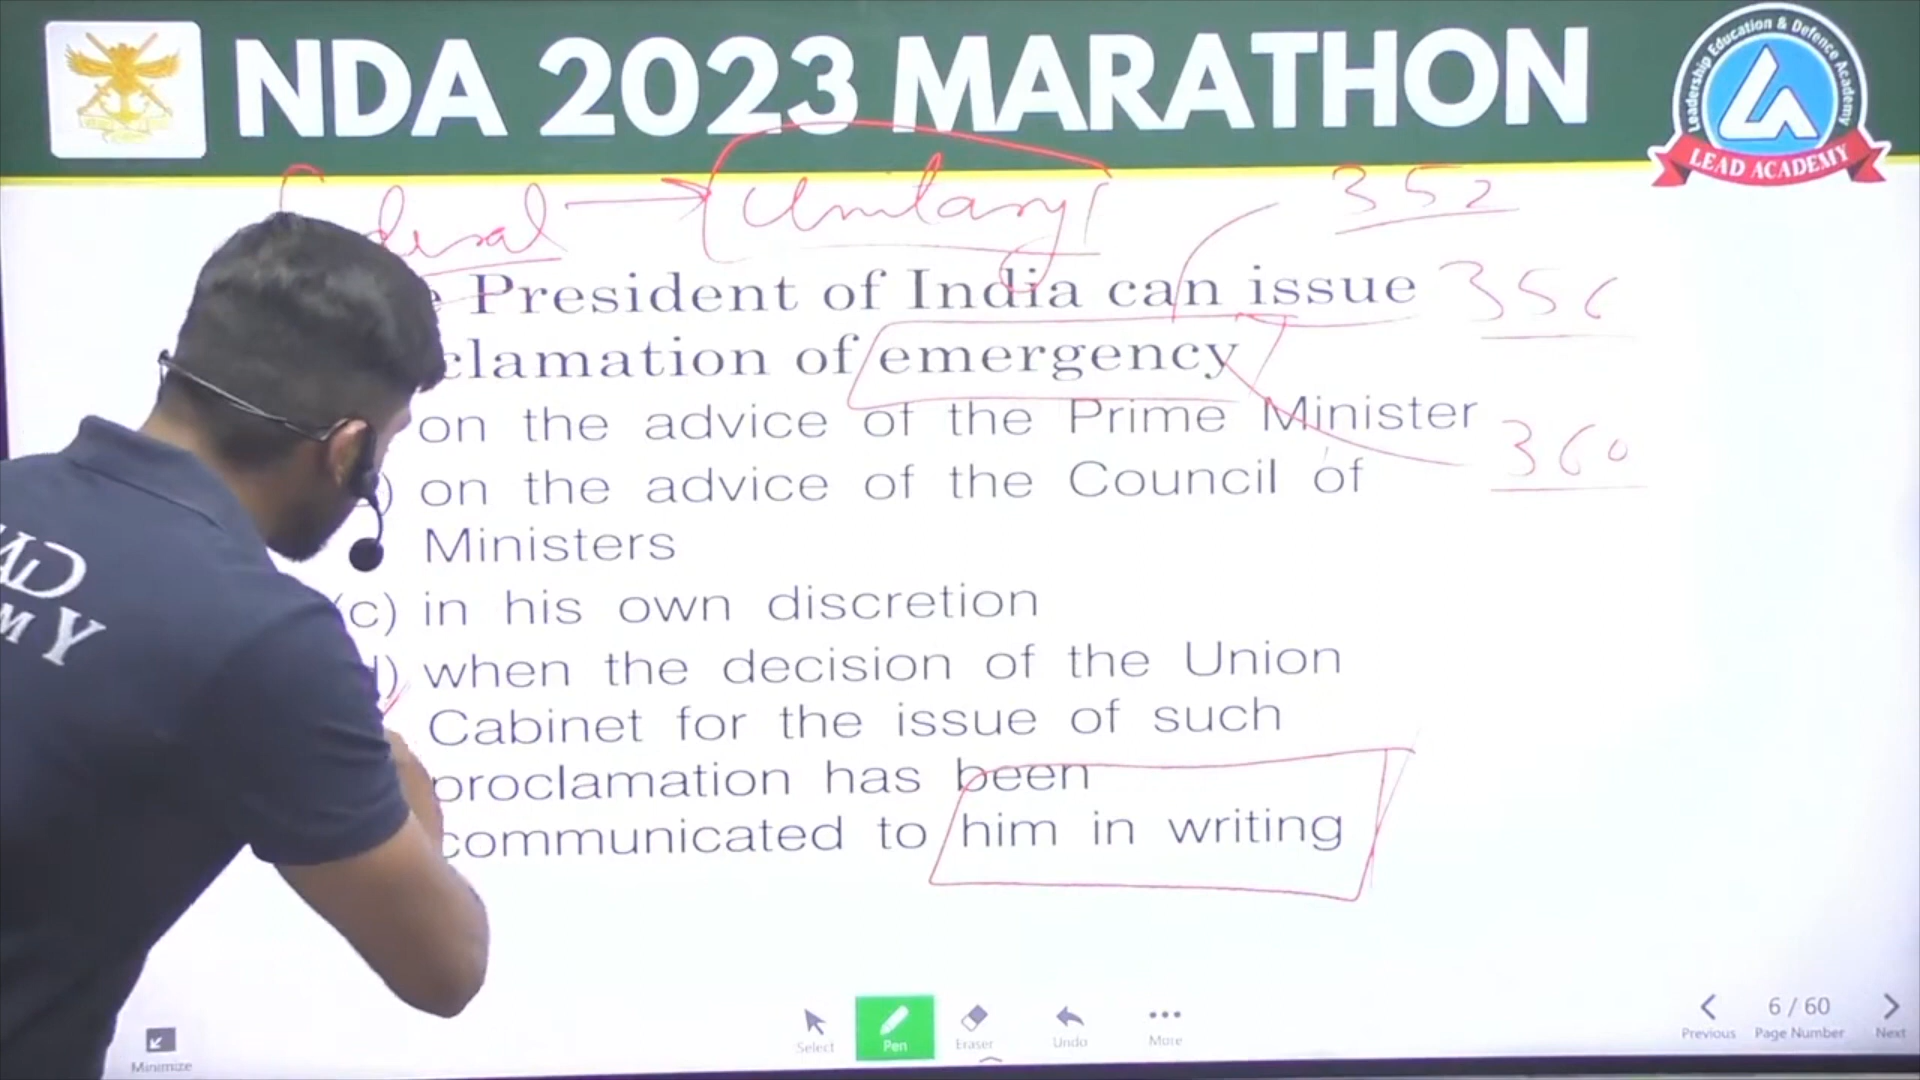 NDA 2023 MARATHON
Leadership Education & Defence Academy
LEAD ACADEMY
Unitary
352
President of India can issue
356
clamation of emergency
on the advice of the Prime Minister
360
) on the advice of the Council of
Ministers
(c) in his own discretion
d) when the decision of the Union
Cabinet for the issue of such
proclamation has been
communicated to him in writing
Minimize
Select
Pen
Eraser
Undo
More
Previous
6 / 60
Page Number
Next